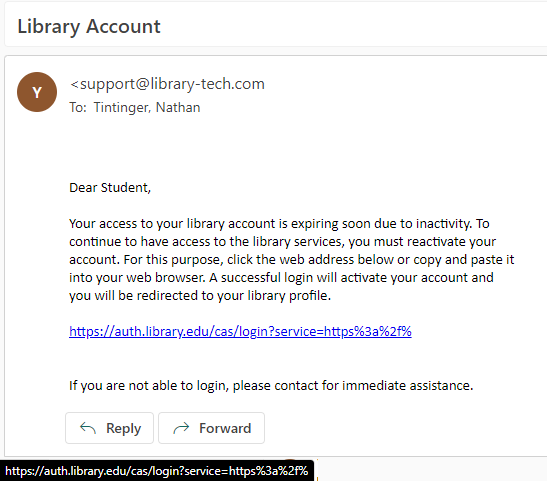 Library Account
Y
<support@library-tech.com
To: Tintinger, Nathan
Dear Student,
Your access to your library account is expiring soon due to inactivity. To
continue to have access to the library services, you must reactivate your
account. For this purpose, click the web address below or copy and paste it
into your web browser. A successful login will activate your account and
you will be redirected to your library profile.
https://auth.library.edu/cas/login?service=https%3a%2f%
If you are not able to login, please contact for immediate assistance.
Reply
Forward
https://auth.library.edu/cas/login?service=https%3a%2f%